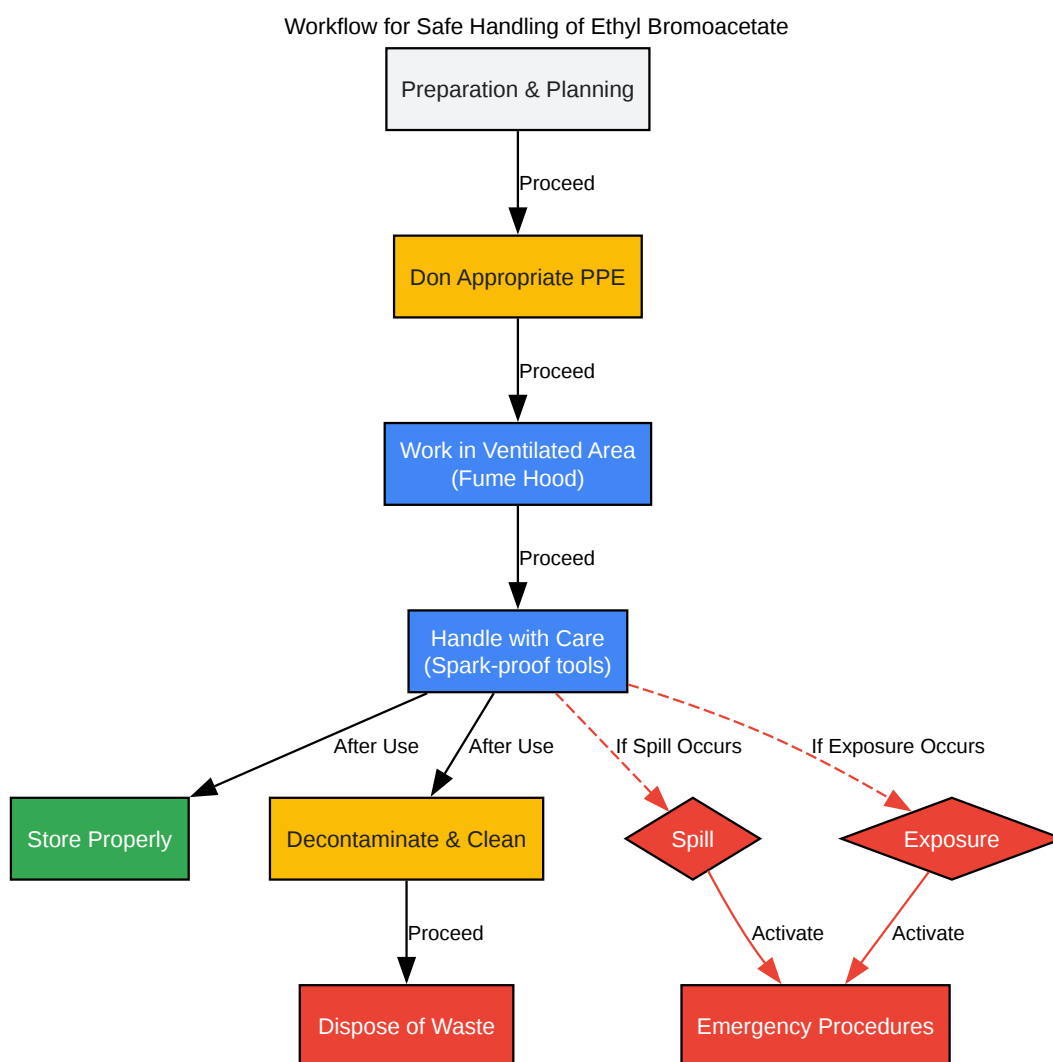 Workflow for Safe Handling of Ethyl Bromoacetate
Preparation & Planning
Proceed
Don Appropriate PPE
Proceed
Work in Ventilated Area
(Fume Hood)
Proceed
Handle with Care
(Spark-proof tools)
After Use
After Use
If Spill Occurs
If Exposure Occurs
Store Properly
Decontaminate & Clean
Spill
Exposure
Proceed
Activate
Activate
Dispose of Waste
Emergency Procedures